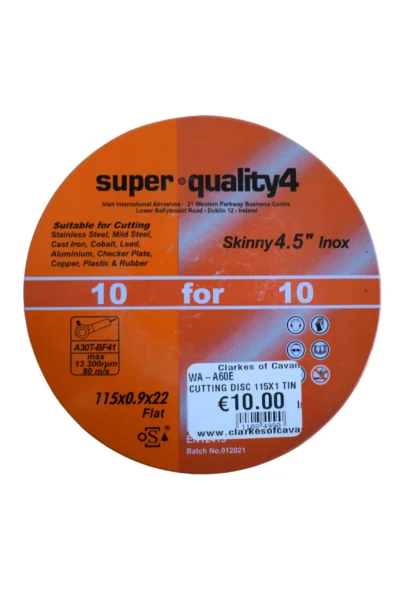 super•quality4
Irish International Abrasives - 21 Western Parkway Business Centre
Lower Ballymount Road - Dublin 12 - Ireland
Suitable for Cutting
Stainless Steel, Mild Steel,
Cast Iron, Cobalt, Lead,
Aluminium, Checker Plate,
Copper, Plastic & Rubber
Skinny 4.5" Inox
10 for 10
A30T-BF41
max
13 300rpm
80 m/s
115x0.9x22
Flat
oSa
Clarkes of Cavan
WA-A60E
CUTTING DISC 115X1 TIN
€10.00
www.clarkesofcava
EN12413
Batch No.012021